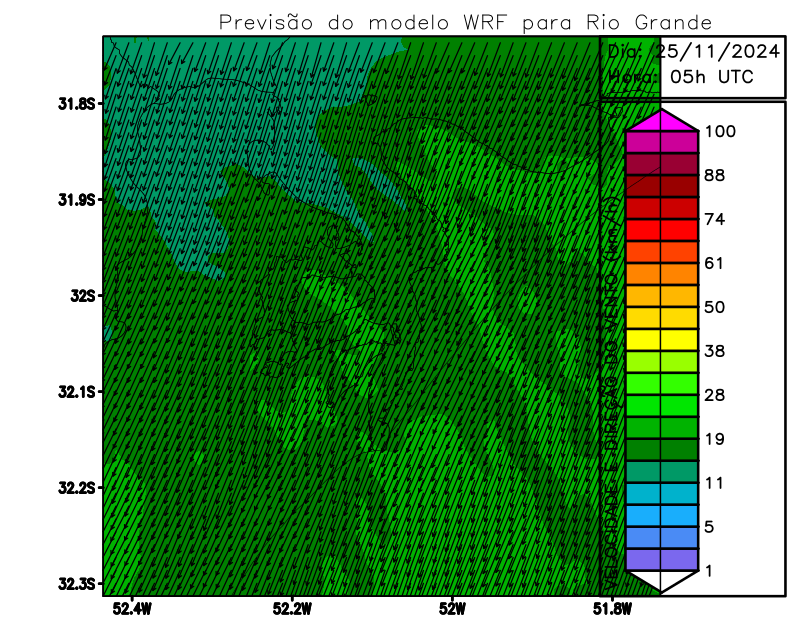 Previsão do modelo WRF para Rio Grande
Dia: 25/11/2024
Hora: 05h UTC
31.8S
31.9S
32S
32.1S
32.2S
32.3S
52.4W
52.2W
52W
51.8W
VELOCIDADE E DIREÇÃO DO VENTO (km/h)
100
88
74
61
50
38
28
19
11
5
1